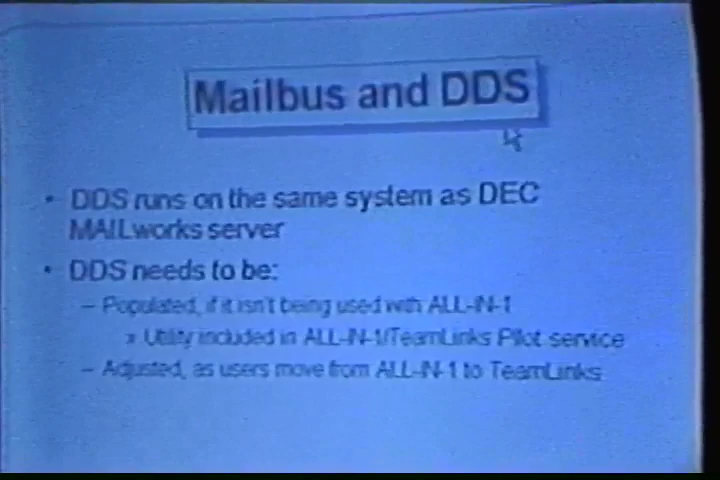 Mailbus and DDS
• DDS runs on the same system as DEC
MAILworks server
• DDS needs to be:
– Populated, if it isn't being used with ALL-IN-1
» Utility included in ALL-IN-1/TeamLinks Pilot service
– Adjusted, as users move from ALL-IN-1 to TeamLinks